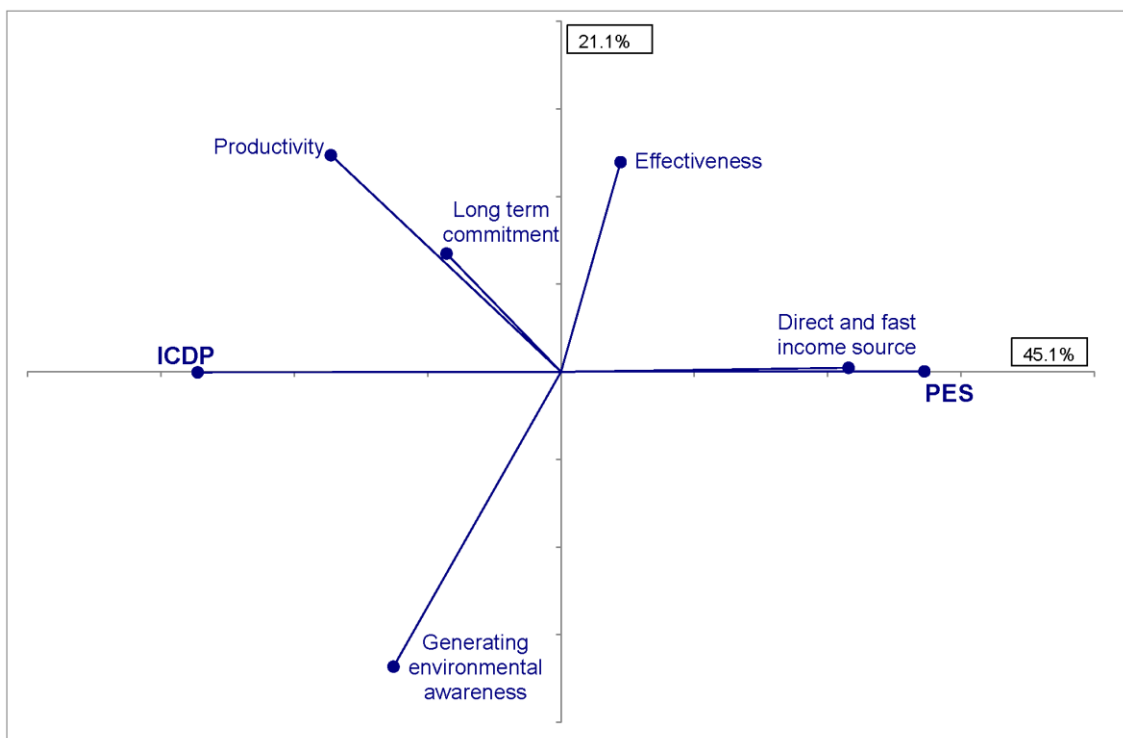 21.1%
Productivity
Effectiveness
Long term
commitment
Direct and fast
income source
45.1%
ICDP
PES
Generating
environmental
awareness